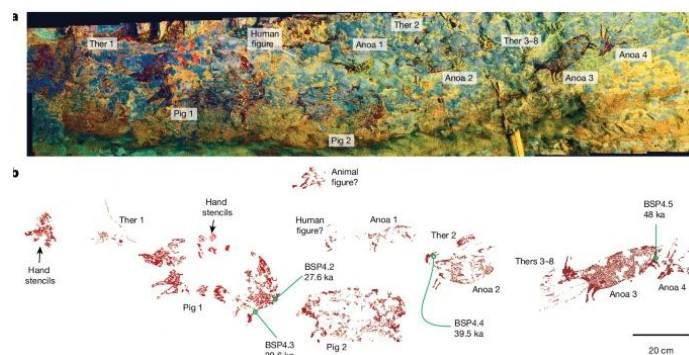 a
Ther 1
Human
figure
Anoa 1
Ther 2
Ther 3–8
Anoa 4
Anoa 2
Anoa 3
Pig 1
Pig 2
b
Animal
figure?
Hand
stencils
Ther 1
Hand
stencils
Human
figure?
Anoa 1
Ther 2
BSP4.5
48 ka
Thers
3–8
Anoa 2
Anoa 3
Anoa 4
BSP4.2
27.6 ka
Pig 1
Pig 2
BSP4.3
BSP4.4
39.5 ka
20 cm